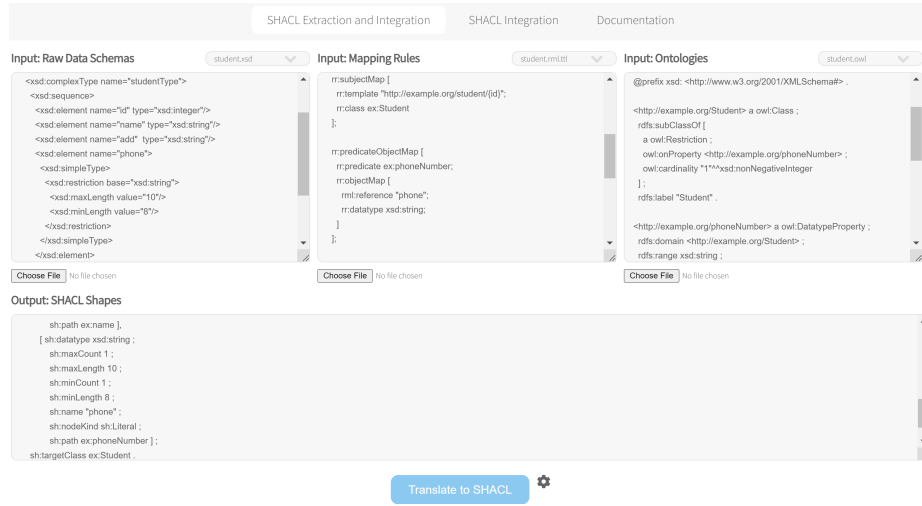 SHACL Extraction and Integration SHACL Integration Documentation
Input: Raw Data Schemas student.xsd
<xsd:complexType name="studentType">
<xsd:sequence>
<xsd:element name="id" type="xsd:integer"/>
<xsd:element name="name" type="xsd:string"/>
<xsd:element name="add"  type="xsd:string"/>
<xsd:element name="phone">
<xsd:simpleType>
<xsd:restriction base="xsd:string">
<xsd:maxLength value="10"/>
<xsd:minLength value="8"/>
</xsd:restriction>
</xsd:simpleType>
</xsd:element>
Choose File No file chosen
Input: Mapping Rules student.rml.ttl
rr:subjectMap [
rr:template "http://example.org/student/{id}";
rr:class ex:Student
];
rr:predicateObjectMap [
rr:predicate ex:phoneNumber;
rr:objectMap [
rml:reference "phone";
rr:datatype xsd:string;
]
];
Choose File No file chosen
Input: Ontologies student.owl
@prefix xsd: <http://www.w3.org/2001/XMLSchema#> .
<http://example.org/Student> a owl:Class ;
rdfs:subClassOf [
a owl:Restriction ;
owl:onProperty <http://example.org/phoneNumber> ;
owl:cardinality "1"^^xsd:nonNegativeInteger
] ;
rdfs:label "Student" .
<http://example.org/phoneNumber> a owl:DatatypeProperty ;
rdfs:domain <http://example.org/Student> ;
rdfs:range xsd:string ;
Choose File No file chosen
Output: SHACL Shapes
sh:path ex:name ],
[ sh:datatype xsd:string ;
sh:maxCount 1 ;
sh:maxLength 10 ;
sh:minCount 1 ;
sh:minLength 8 ;
sh:name "phone" ;
sh:nodeKind sh:Literal ;
sh:path ex:phoneNumber ] ;
sh:targetClass ex:Student .
Translate to SHACL